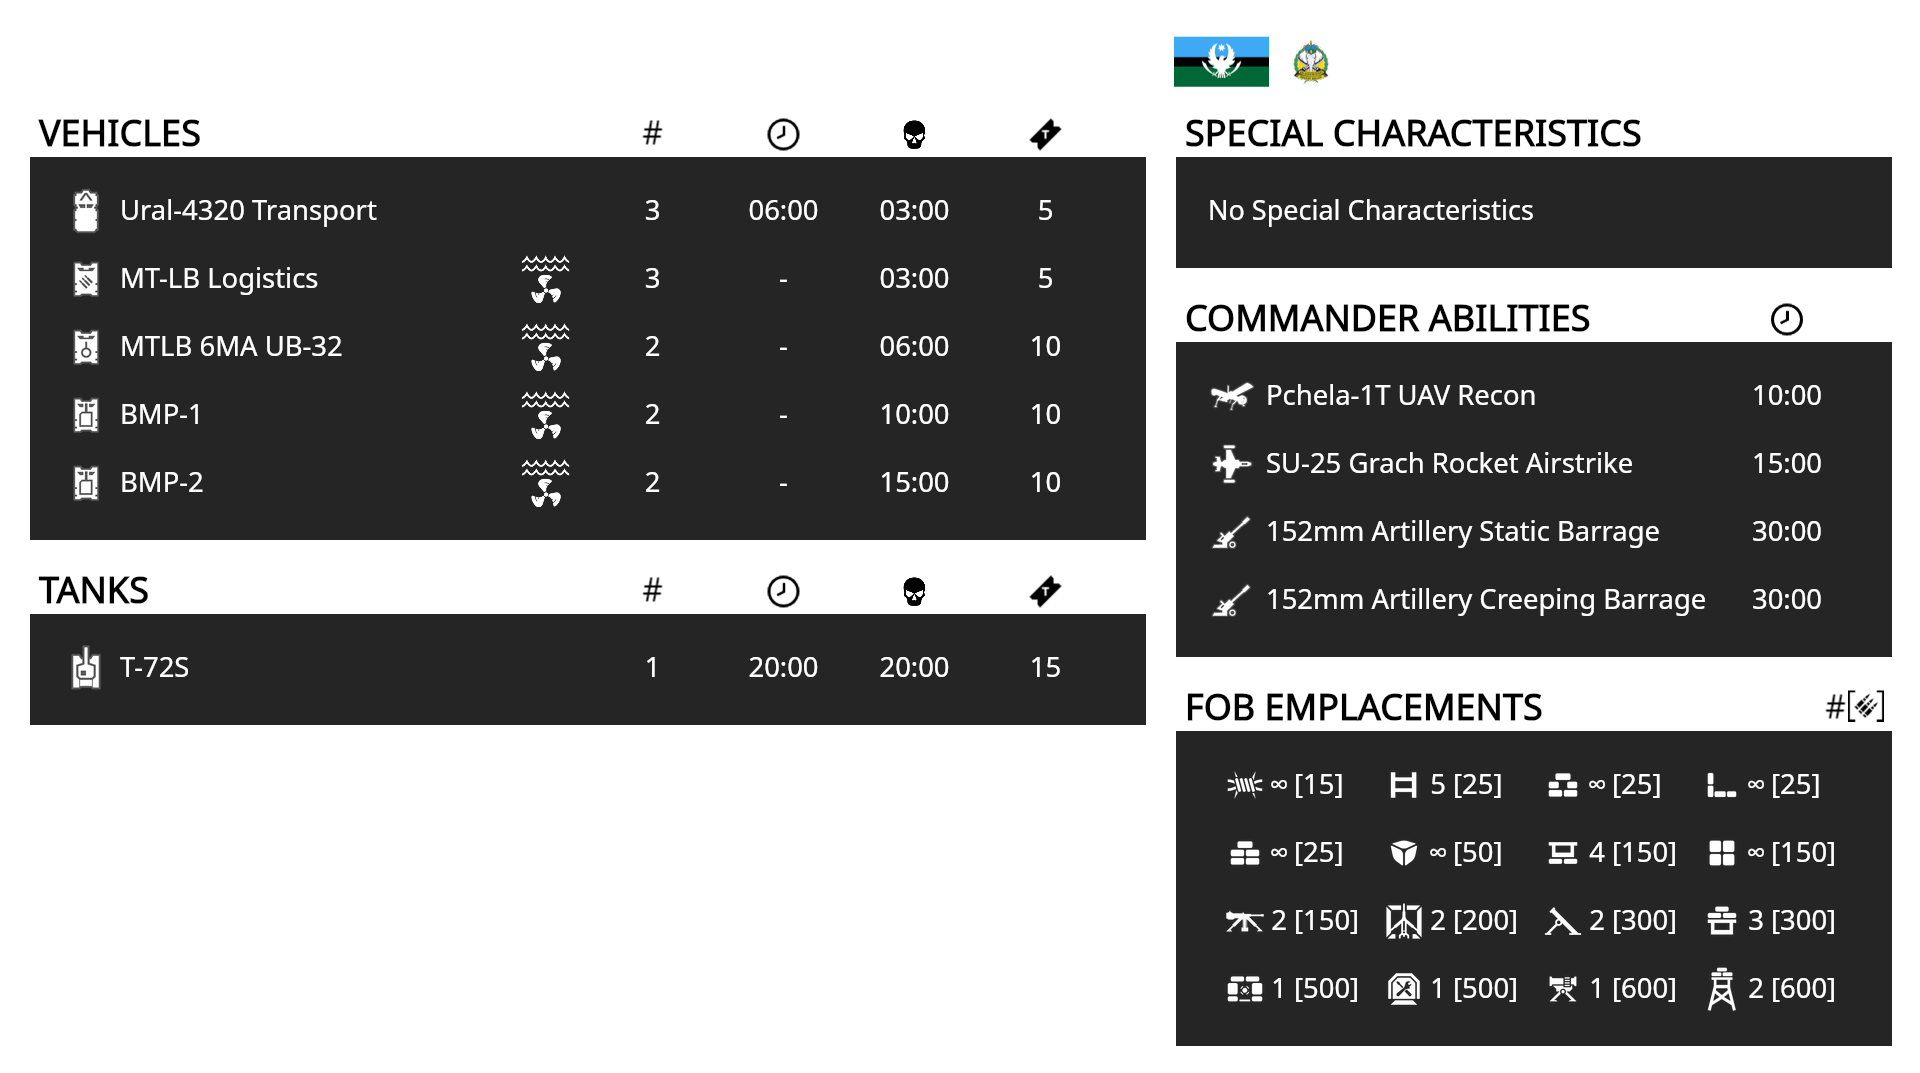 VEHICLES #
Ural-4320 Transport 3 06:00 03:00 5
MT-LB Logistics 3 - 03:00 5
MTLB 6MA UB-32 2 - 06:00 10
BMP-1 2 - 10:00 10
BMP-2 2 - 15:00 10
TANKS #
T-72S 1 20:00 20:00 15
SPECIAL CHARACTERISTICS
No Special Characteristics
COMMANDER ABILITIES
Pchela-1T UAV Recon 10:00
SU-25 Grach Rocket Airstrike 15:00
152mm Artillery Static Barrage 30:00
152mm Artillery Creeping Barrage 30:00
FOB EMPLACEMENTS #[]
∞ [15] 5 [25] ∞ [25] ∞ [25]
∞ [25] ∞ [50] 4 [150] ∞ [150]
2 [150] 2 [200] 2 [300] 3 [300]
1 [500] 1 [500] 1 [600] 2 [600]